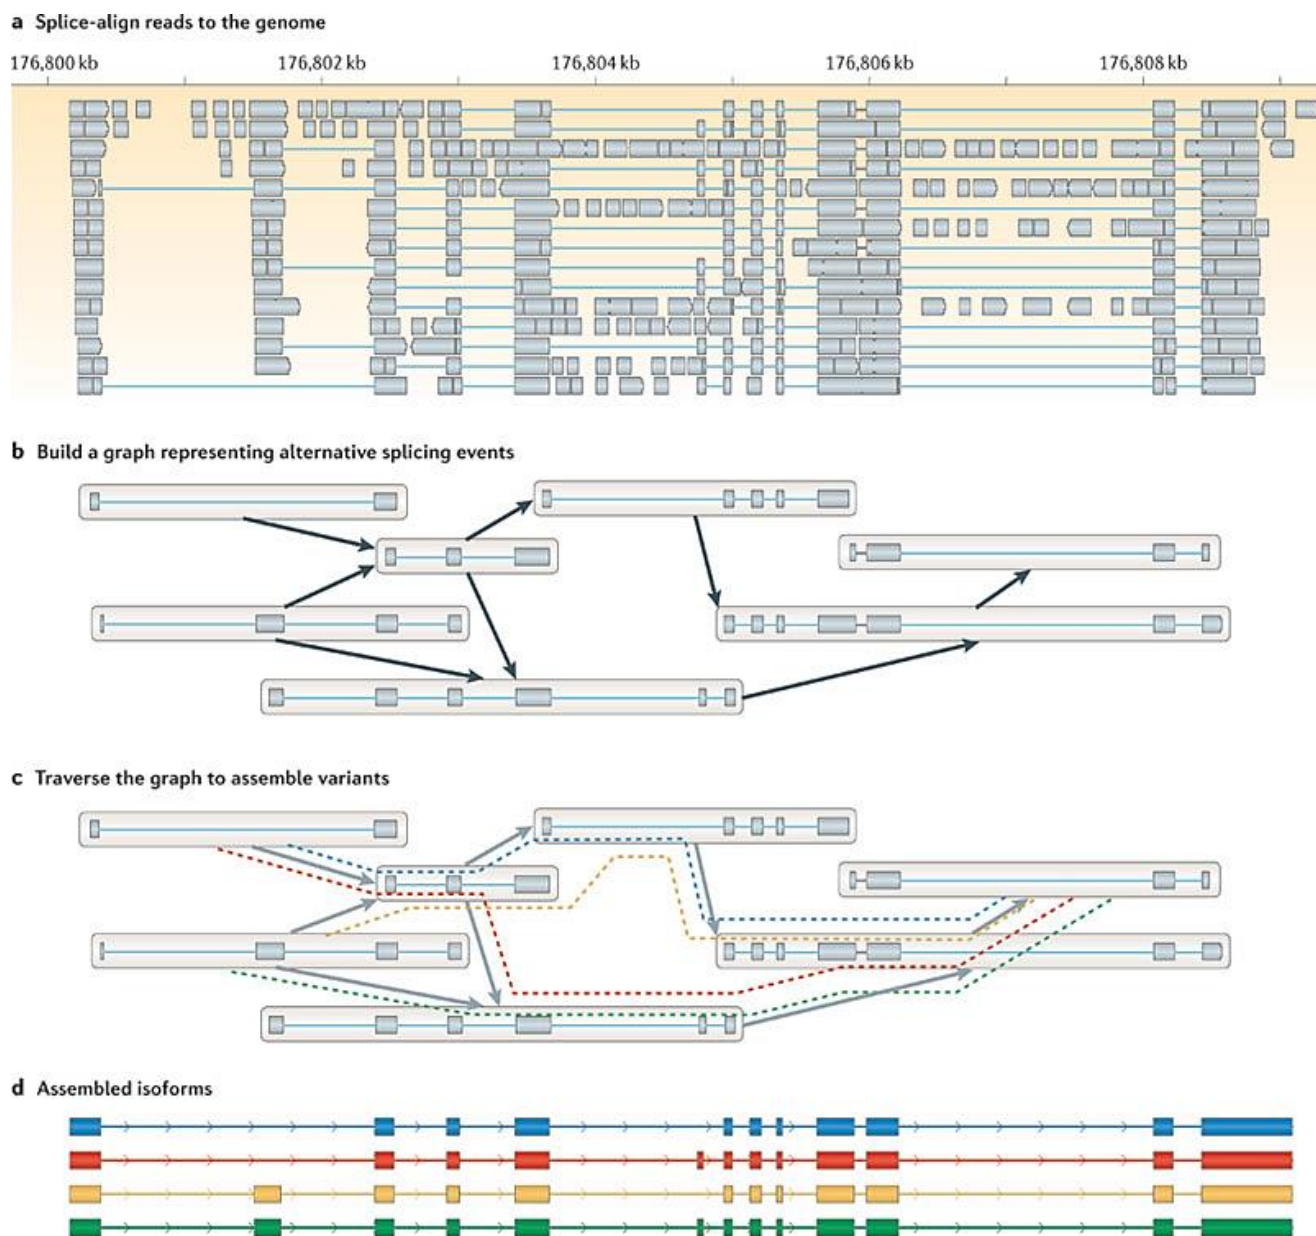 a Splice-align reads to the genome
176,800 kb 176,802 kb 176,804 kb 176,806 kb 176,808 kb
b Build a graph representing alternative splicing events
c Traverse the graph to assemble variants
d Assembled isoforms